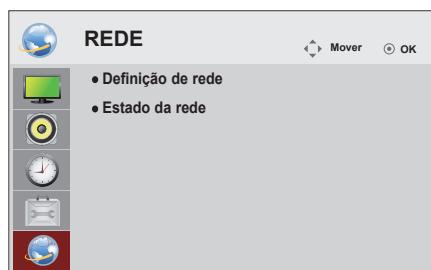 REDE
Mover OK
● Definição de rede
● Estado da rede